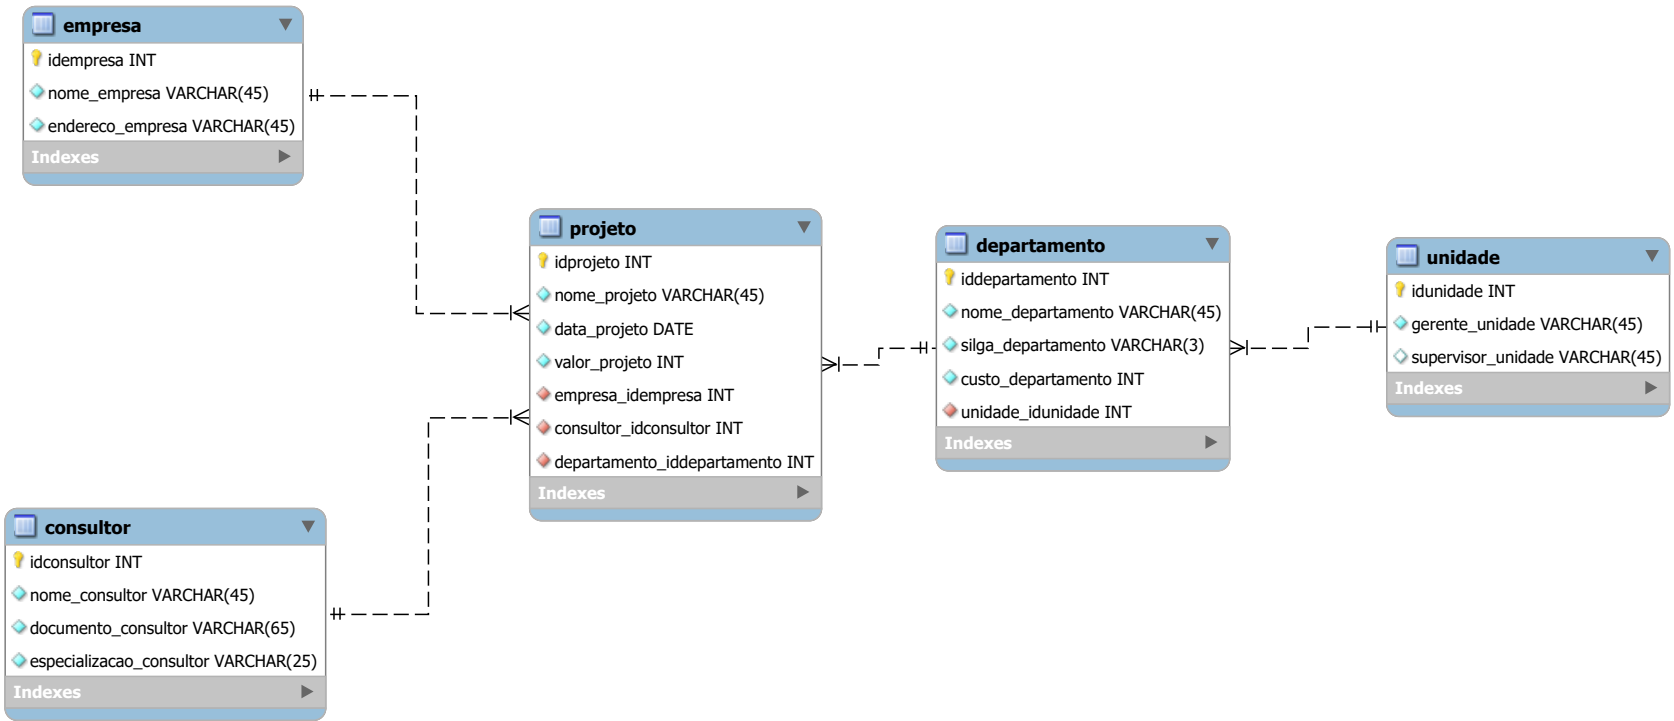 empresa
idempresa INT
nome_empresa VARCHAR(45)
endereco_empresa VARCHAR(45)
Indexes
projeto
idprojeto INT
nome_projeto VARCHAR(45)
data_projeto DATE
valor_projeto INT
empresa_idempresa INT
consultor_idconsultor INT
departamento_iddepartamento INT
Indexes
departamento
iddepartamento INT
nome_departamento VARCHAR(45)
silga_departamento VARCHAR(3)
custo_departamento INT
unidade_idunidade INT
Indexes
unidade
idunidade INT
gerente_unidade VARCHAR(45)
supervisor_unidade VARCHAR(45)
Indexes
consultor
idconsultor INT
nome_consultor VARCHAR(45)
documento_consultor VARCHAR(65)
especializacao_consultor VARCHAR(25)
Indexes